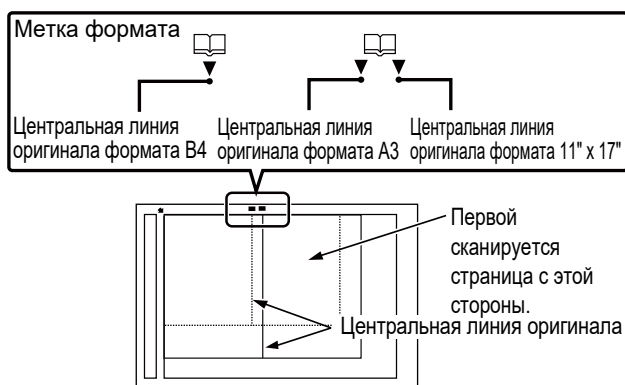 Метка формата
Центральная линия
оригинала формата B4
Центральная линия
оригинала формата A3
Центральная линия
оригинала формата 11" x 17"
Первой
сканируется
страница с этой
стороны.
Центральная линия оригинала